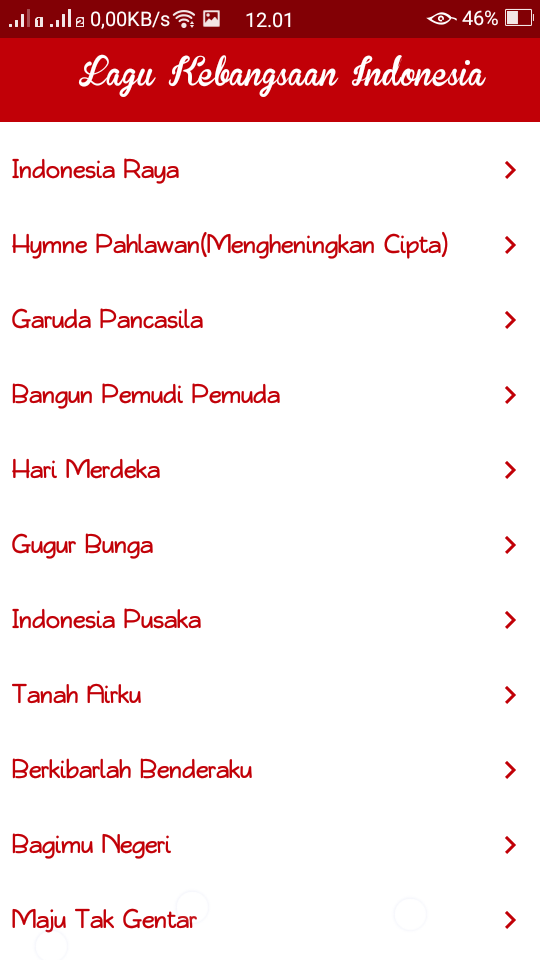 0,00KB/s 12.01 46%
Lagu Kebangsaan Indonesia
Indonesia Raya
Hymne Pahlawan(Mengheningkan Cipta)
Garuda Pancasila
Bangun Pemudi Pemuda
Hari Merdeka
Gugur Bunga
Indonesia Pusaka
Tanah Airku
Berkibarlah Benderaku
Bagimu Negeri
Maju Tak Gentar